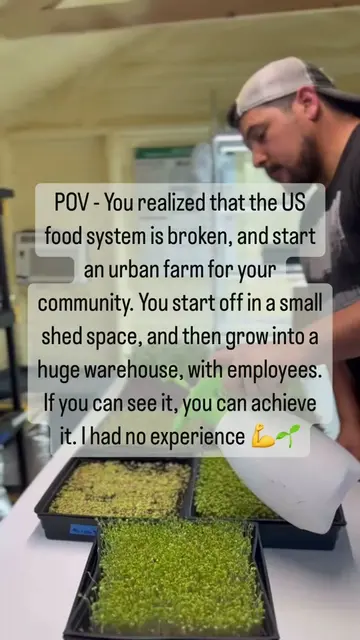 POV - You realized that the US
food system is broken, and start
an urban farm for your
community. You start off in a small
shed space, and then grow into a
huge warehouse, with employees.
If you can see it, you can achieve
it. I had no experience 💪🌱